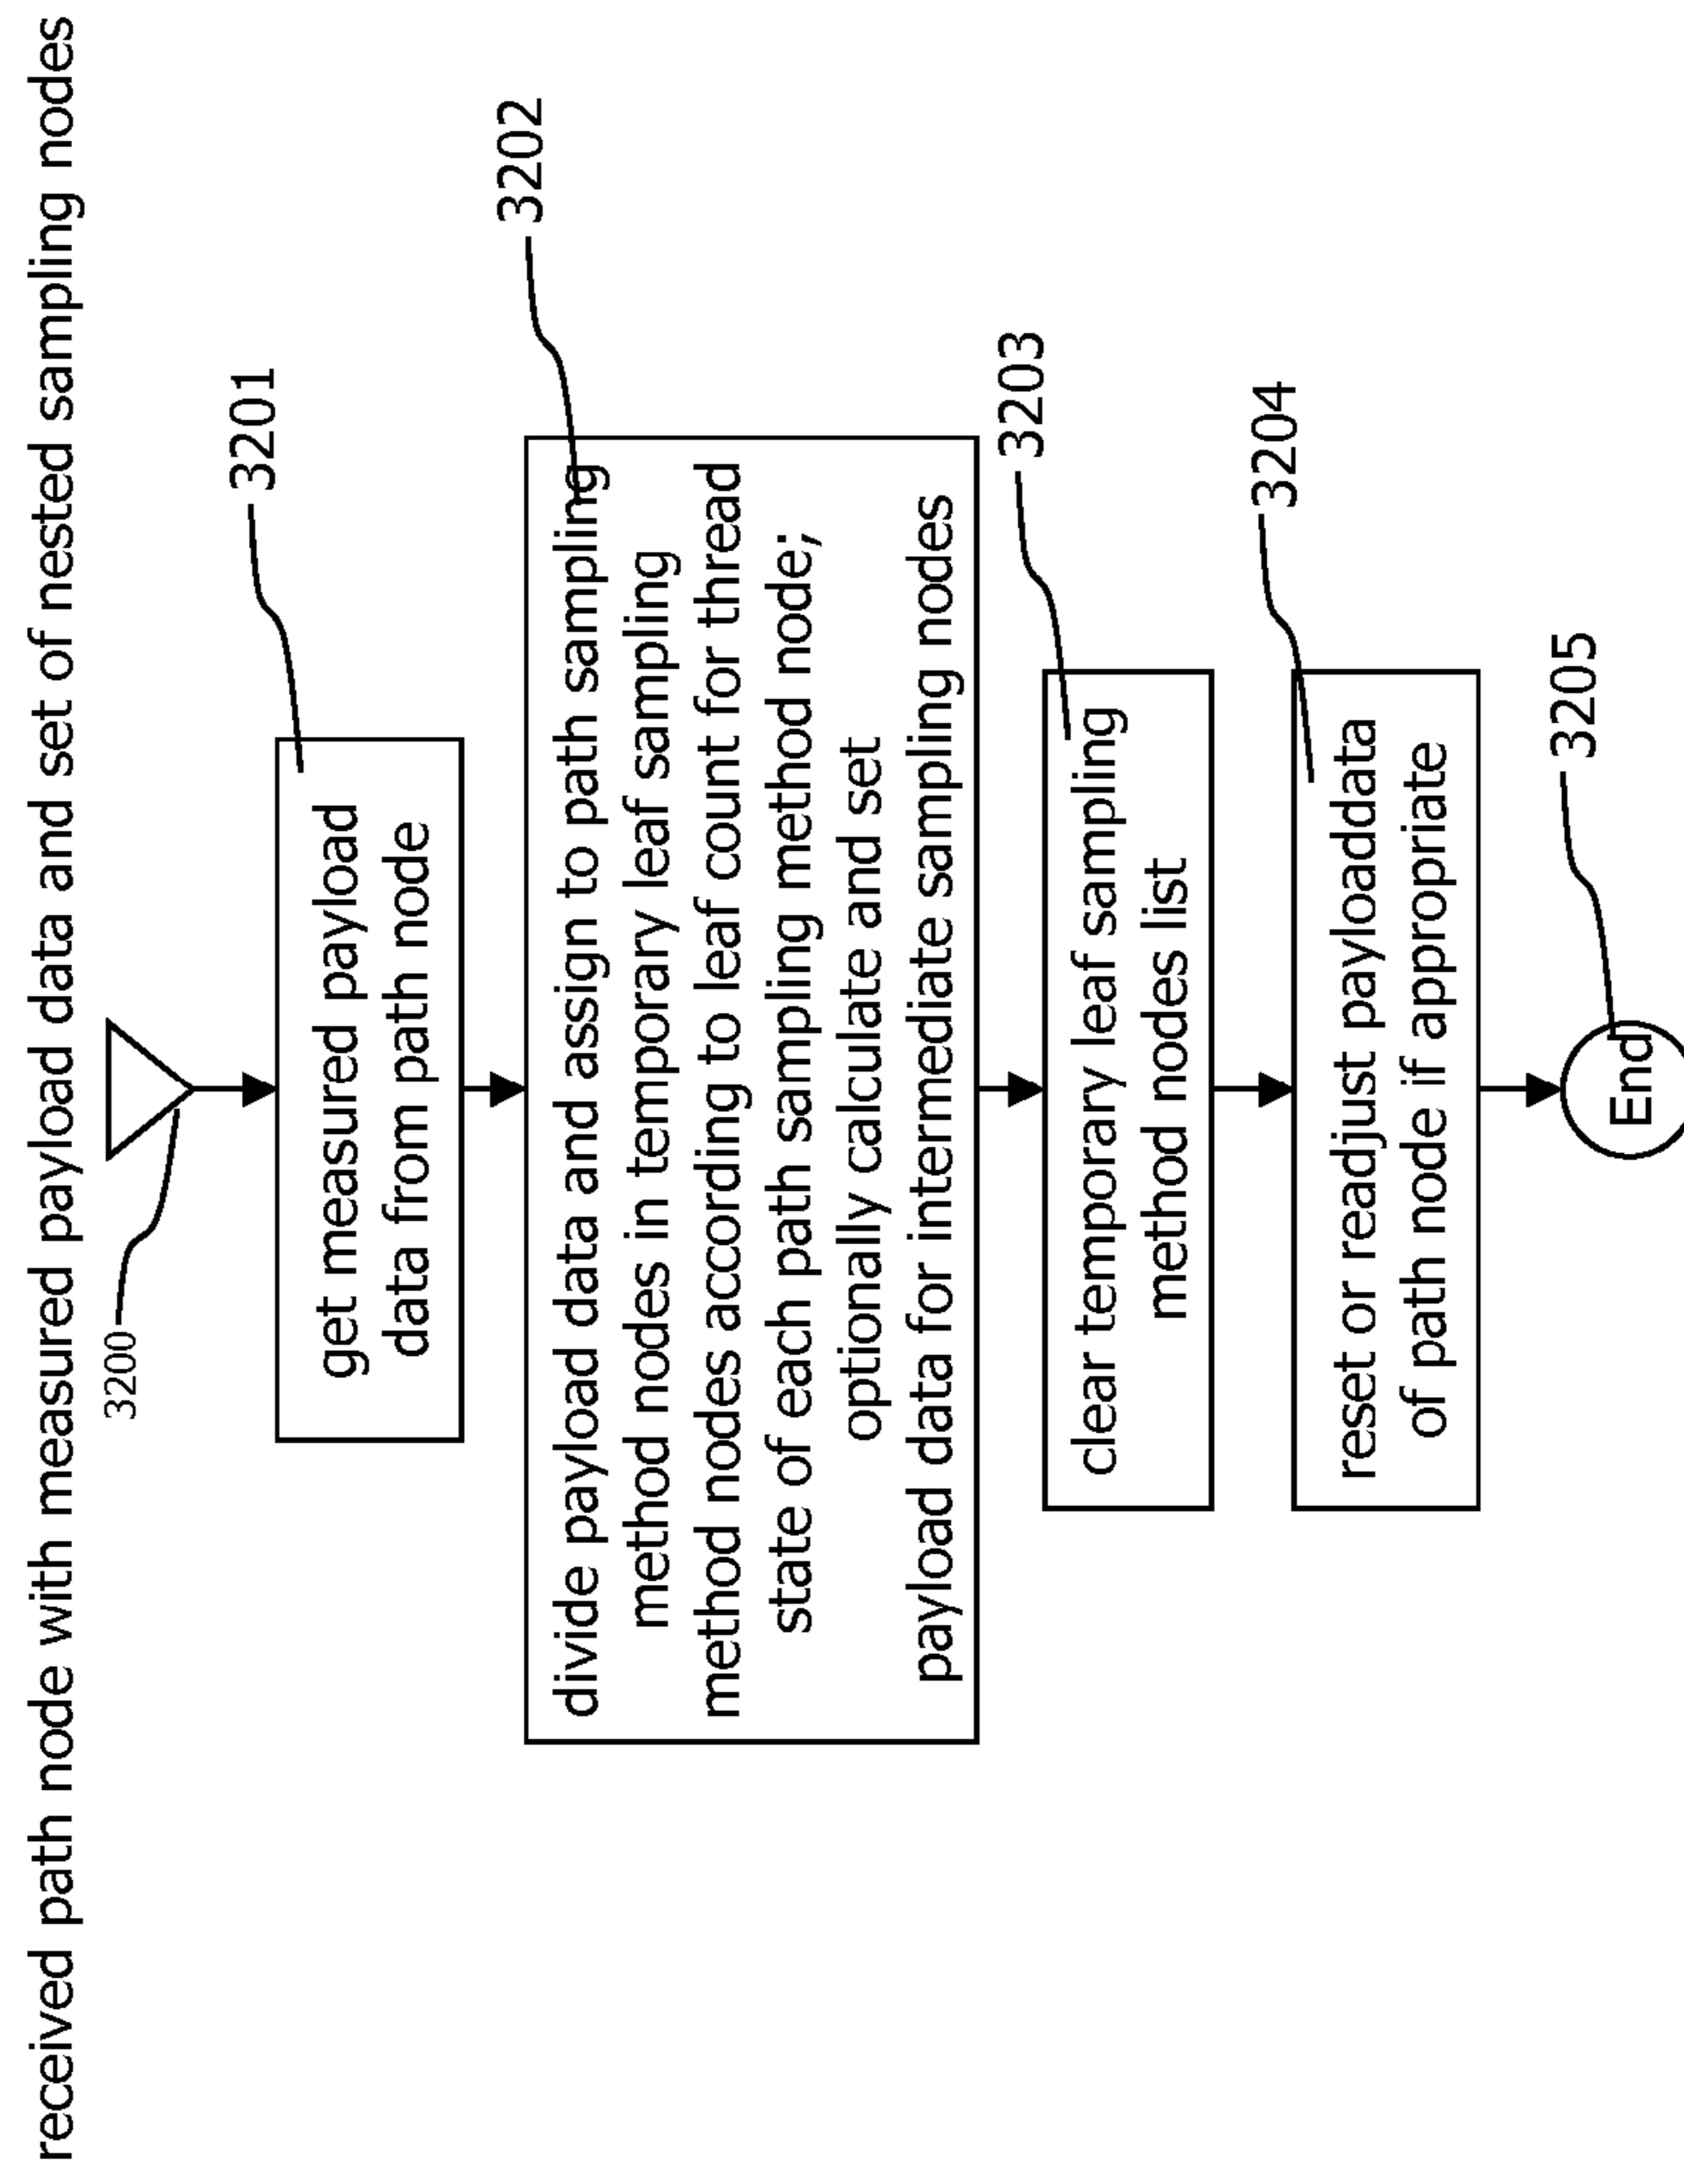 received path node with measured payload data and set of nested sampling nodes
3200
3201
get measured payload
data from path node
3202
divide payload data and assign to path sampling
method nodes in temporary leaf sampling
method nodes according to leaf count for thread
state of each path sampling method node;
optionally calculate and set
payload data for intermediate sampling nodes
3203
clear temporary leaf sampling
method nodes list
3204
reset or readjust payloaddata
of path node if appropriate
3205
End